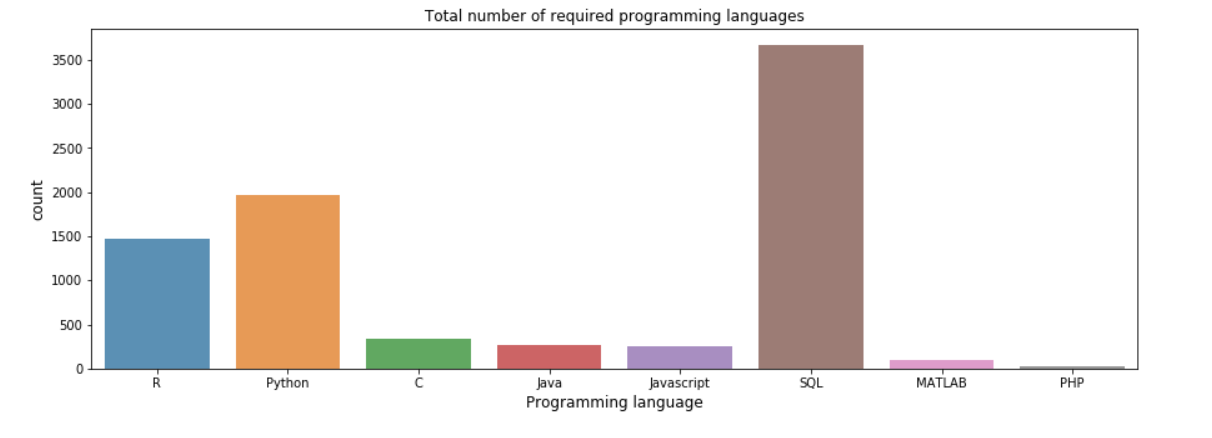 Total number of required programming languages
3500
3000
2500
2000
1500
1000
500
0
count
R Python C Java Javascript SQL MATLAB PHP
Programming language